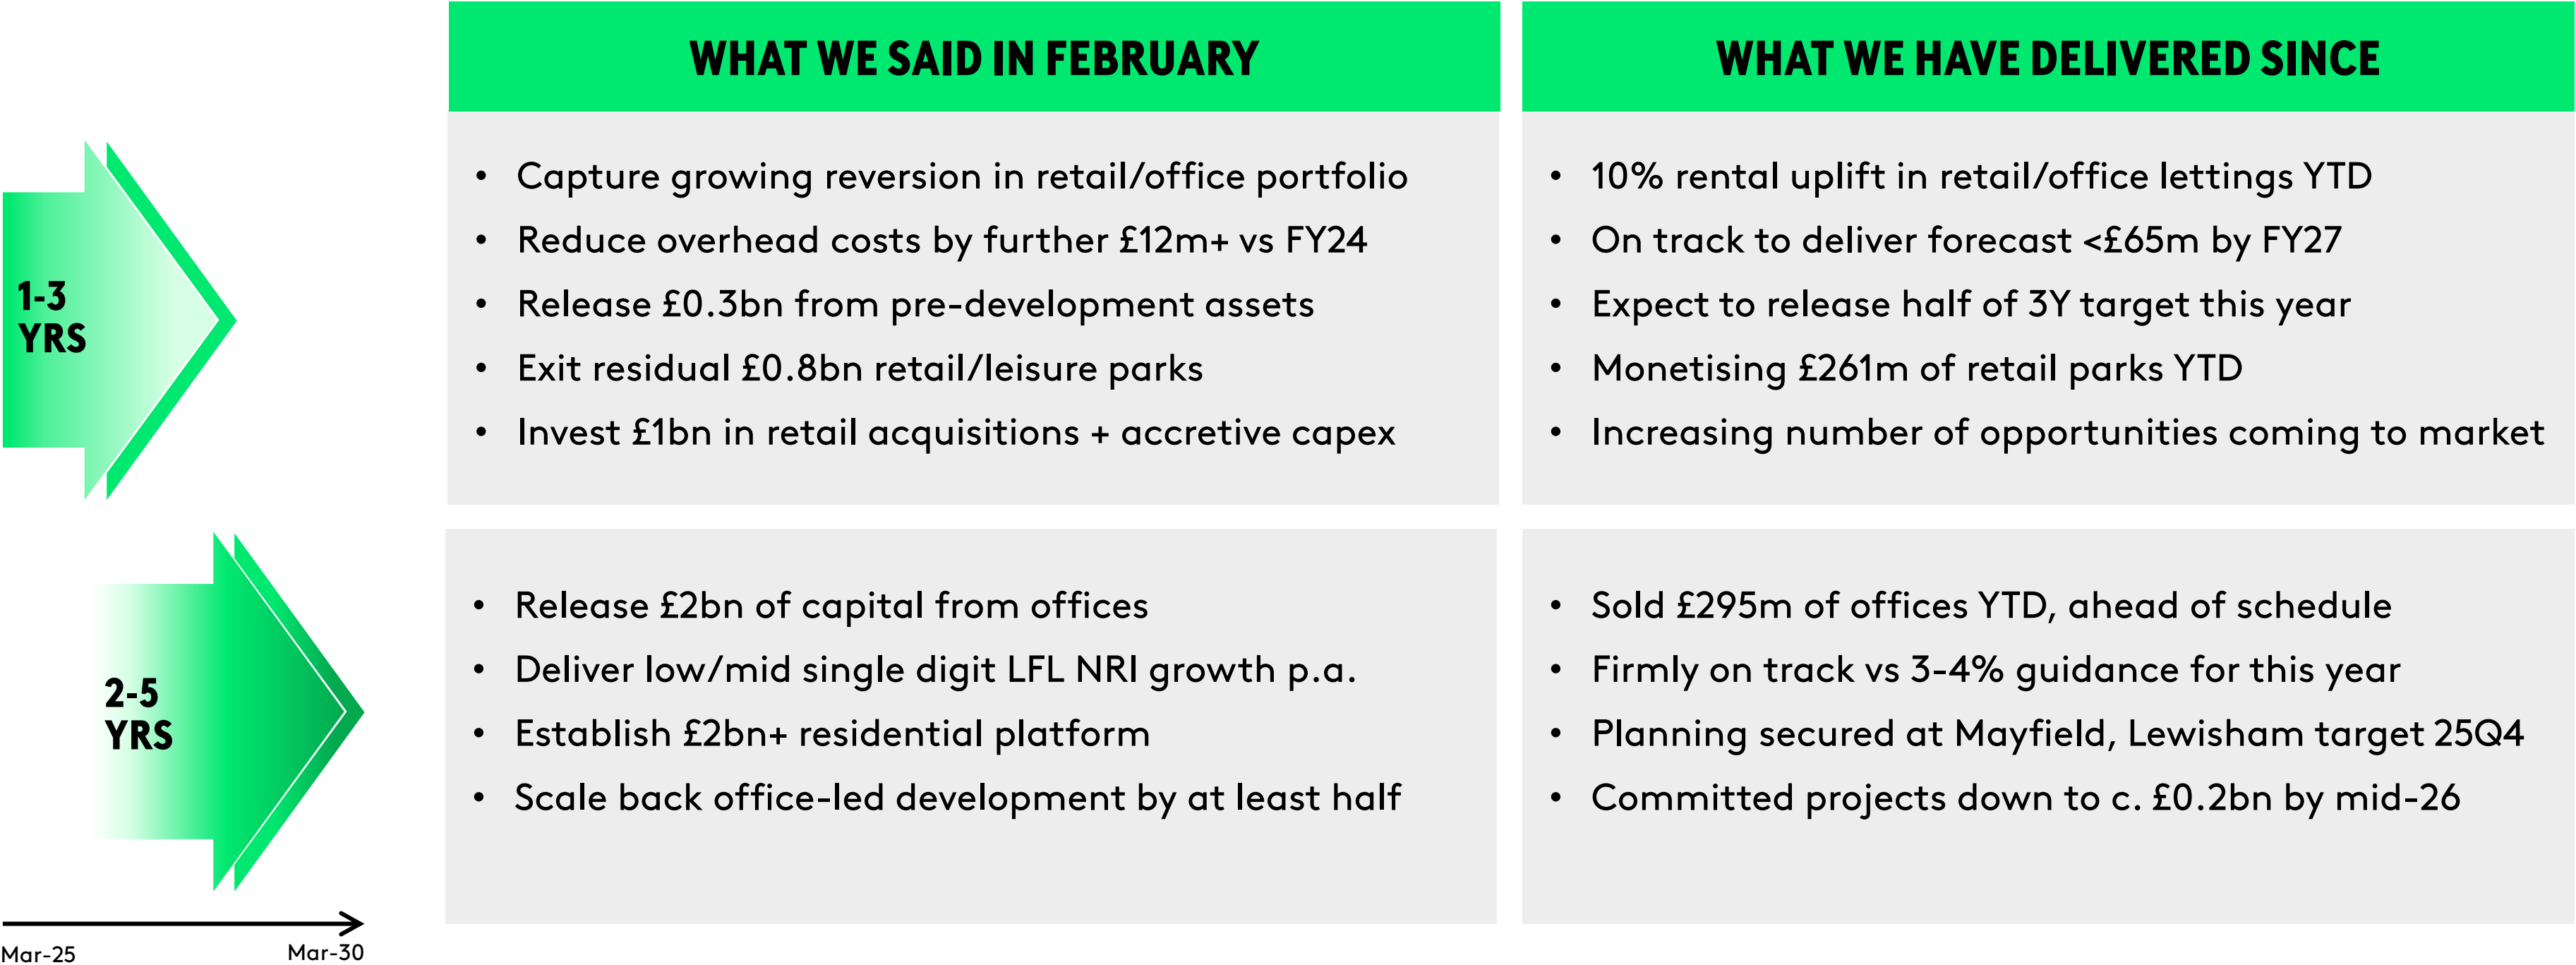 WHAT WE SAID IN FEBRUARY
WHAT WE HAVE DELIVERED SINCE
1-3
YRS
• Capture growing reversion in retail/office portfolio
• Reduce overhead costs by further £12m+ vs FY24
• Release £0.3bn from pre-development assets
• Exit residual £0.8bn retail/leisure parks
• Invest £1bn in retail acquisitions + accretive capex
• 10% rental uplift in retail/office lettings YTD
• On track to deliver forecast <£65m by FY27
• Expect to release half of 3Y target this year
• Monetising £261m of retail parks YTD
• Increasing number of opportunities coming to market
2-5
YRS
• Release £2bn of capital from offices
• Deliver low/mid single digit LFL NRI growth p.a.
• Establish £2bn+ residential platform
• Scale back office-led development by at least half
• Sold £295m of offices YTD, ahead of schedule
• Firmly on track vs 3-4% guidance for this year
• Planning secured at Mayfield, Lewisham target 25Q4
• Committed projects down to c. £0.2bn by mid-26
Mar-25
Mar-30